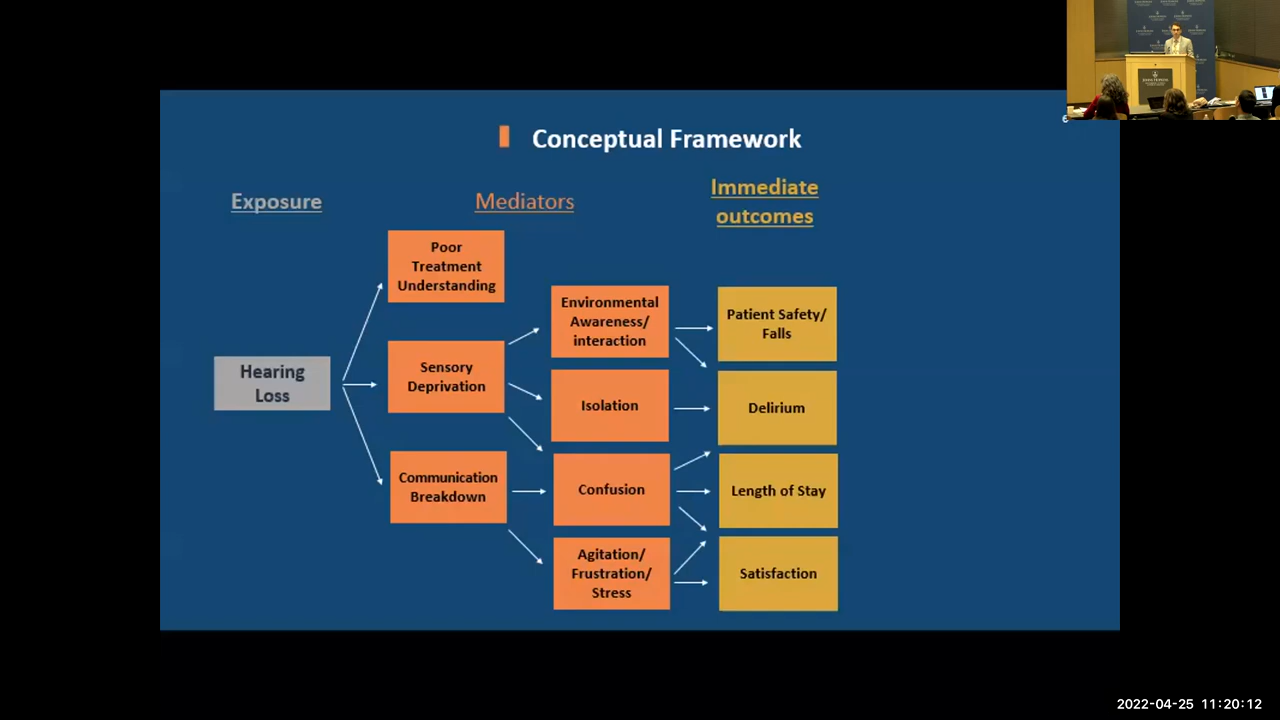 Conceptual Framework
Exposure
Mediators
Immediate
outcomes
Poor
Treatment
Understanding
Environmental
Awareness/
interaction
Patient Safety/
Falls
Hearing
Loss
Sensory
Deprivation
Isolation
Delirium
Communication
Breakdown
Confusion
Length of Stay
Agitation/
Frustration/
Stress
Satisfaction
2022-04-25 11:20:12